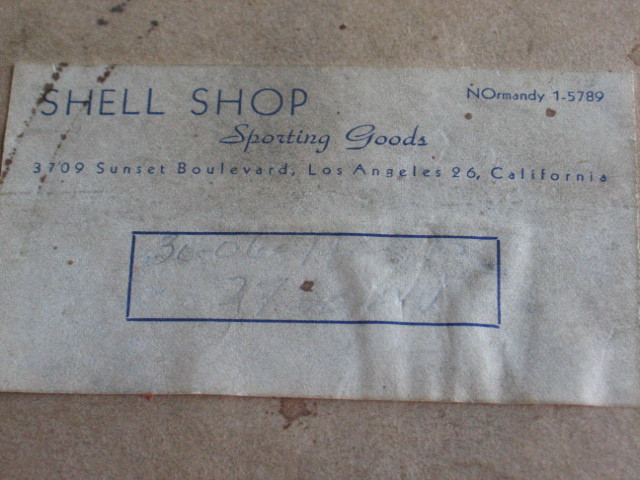 SHELL SHOP
NOrmandy 1-5789
Sporting Goods
3709 Sunset Boulevard, Los Angeles 26, California